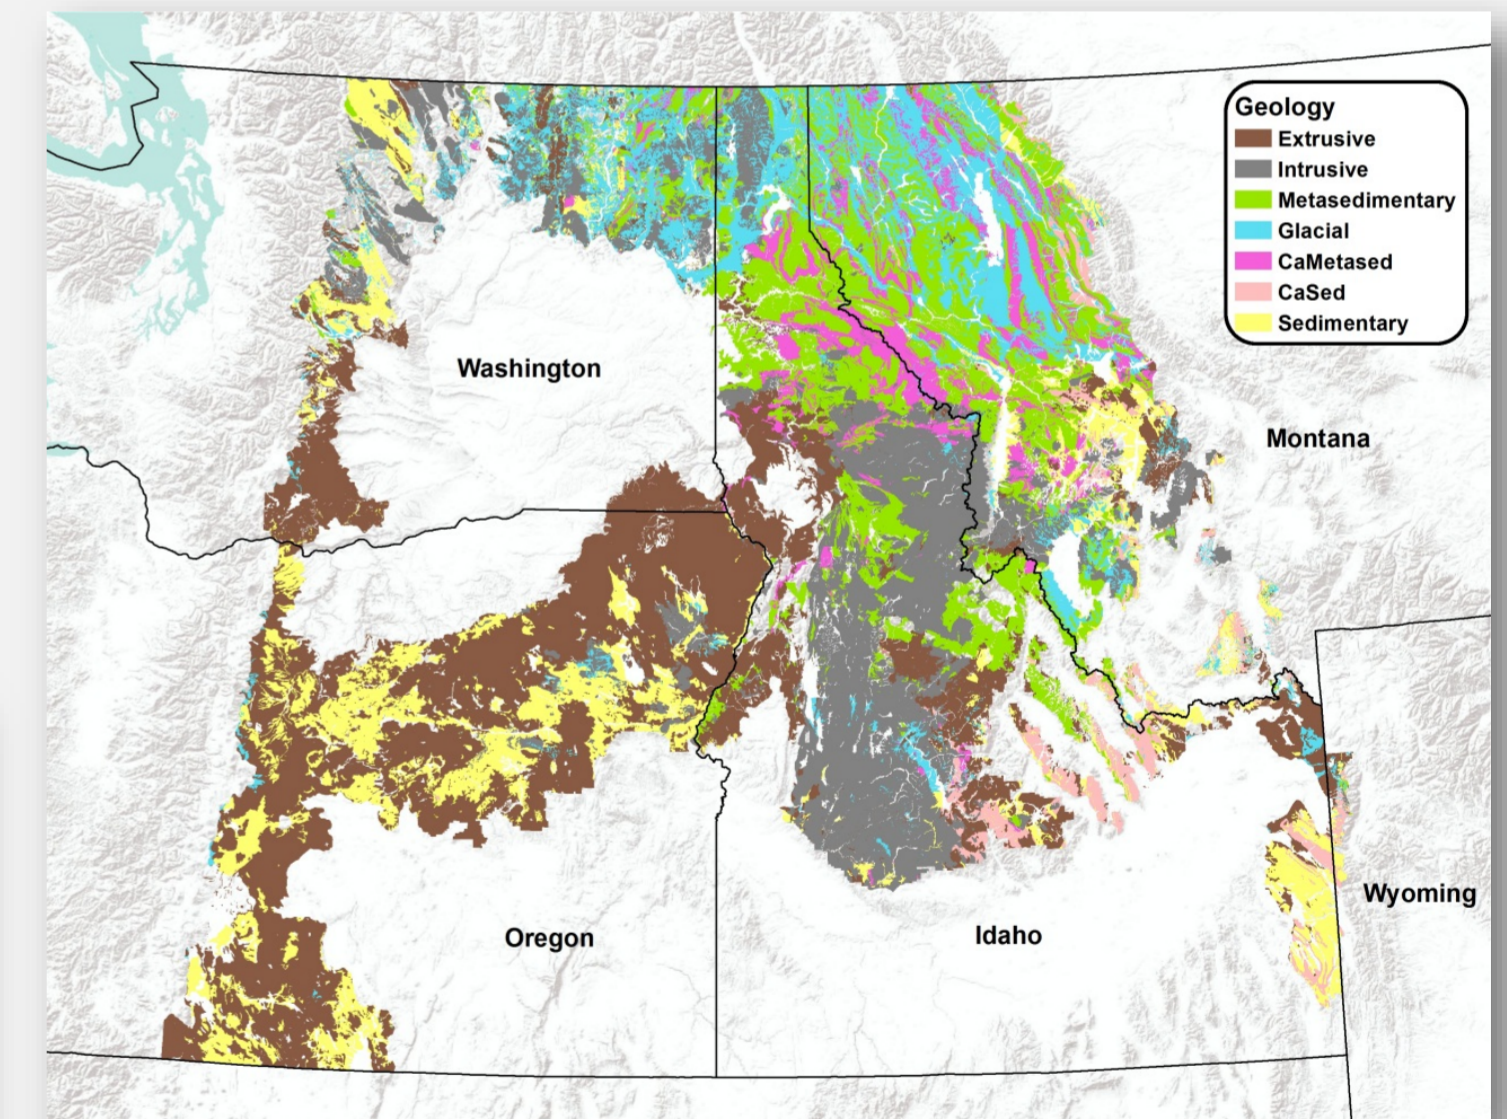 Geology
Extrusive
Intrusive
Metasedimentary
Glacial
CaMetased
CaSed
Sedimentary
Washington
Montana
Wyoming
Oregon
Idaho